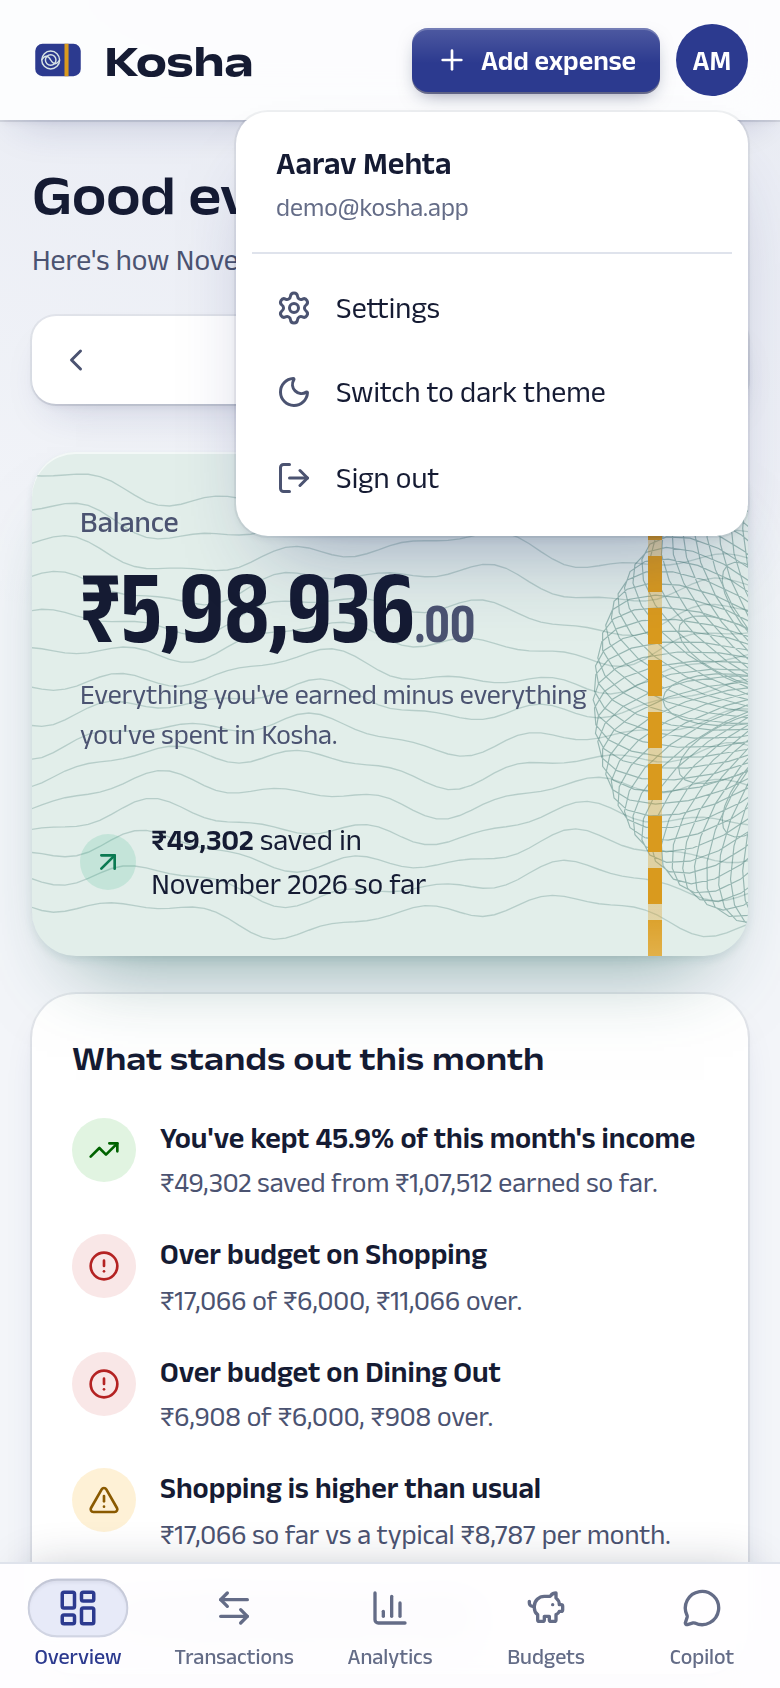 Kosha
Add expense
AM
Aarav Mehta
demo@kosha.app
Settings
Switch to dark theme
Sign out
Good ev
Here's how Nove
Balance
₹5,98,936.00
Everything you've earned minus everything
you've spent in Kosha.
₹49,302 saved in
November 2026 so far
What stands out this month
You've kept 45.9% of this month's income
₹49,302 saved from ₹1,07,512 earned so far.
Over budget on Shopping
₹17,066 of ₹6,000, ₹11,066 over.
Over budget on Dining Out
₹6,908 of ₹6,000, ₹908 over.
Shopping is higher than usual
₹17,066 so far vs a typical ₹8,787 per month.
Overview
Transactions
Analytics
Budgets
Copilot